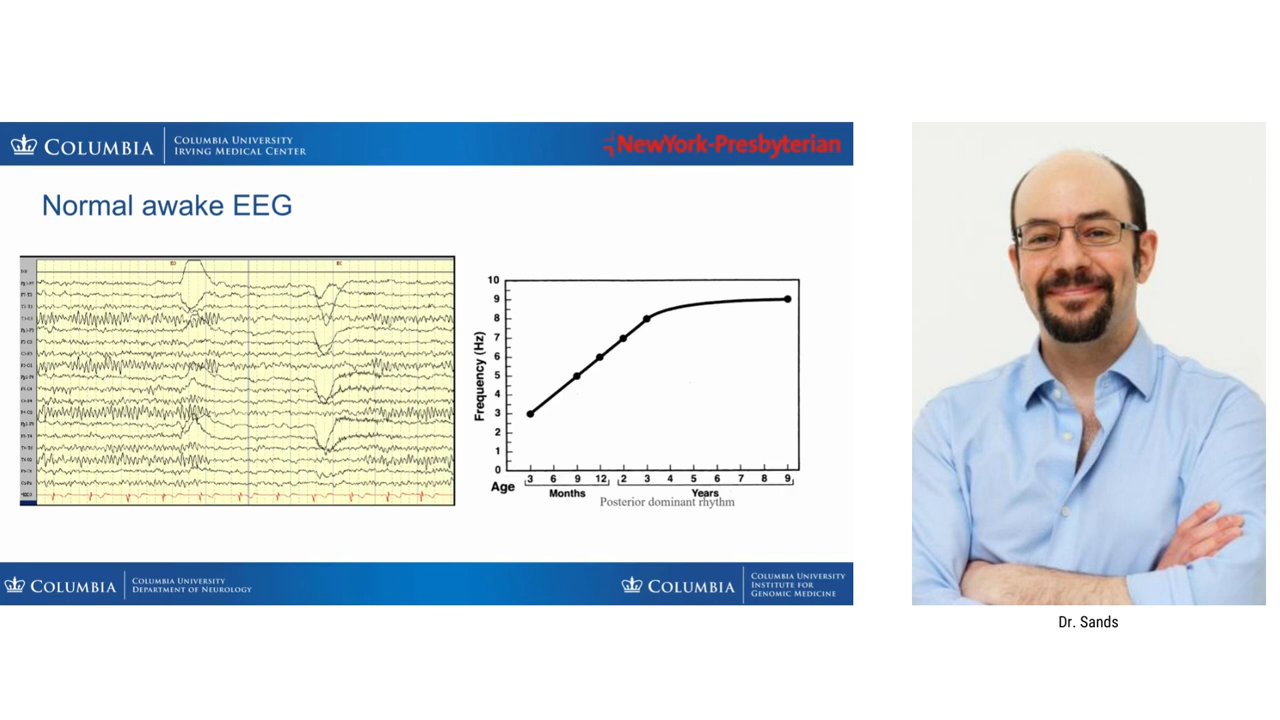 COLUMBIA
COLUMBIA UNIVERSITY
IRVING MEDICAL CENTER
NewYork-Presbyterian
Normal awake EEG
10
9
8
7
6
5
4
3
2
1
0
Frequency (Hz)
3 6 9 12 2 3 4 5 6 7 8 9
Age
Months Years
Posterior dominant rhythm
COLUMBIA
COLUMBIA UNIVERSITY
DEPARTMENT OF NEUROLOGY
COLUMBIA
COLUMBIA UNIVERSITY
INSTITUTE FOR
GENOMIC MEDICINE
Dr. Sands